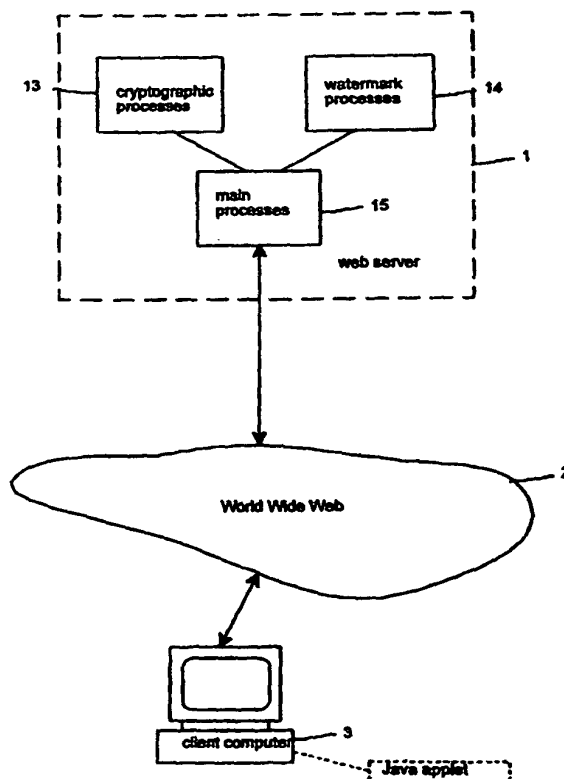 13
cryptographic
processes
watermark
processes
14
1
main
processes
15
web server
2
World Wide Web
client computer
3
Java applet